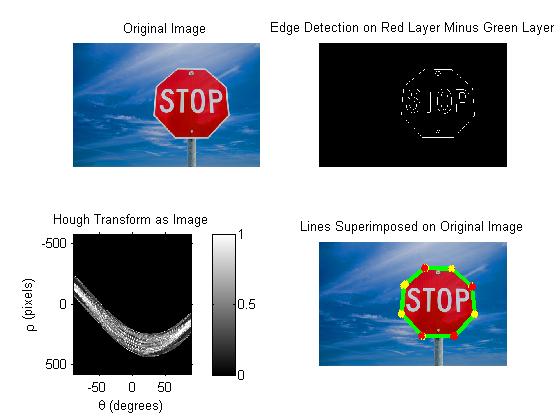 Original Image
STOP
Edge Detection on Red Layer Minus Green Layer
STOP
Hough Transform as Image
-500
0
500
ρ (pixels)
-50
0
50
θ (degrees)
1
0.5
0
Lines Superimposed on Original Image
STOP